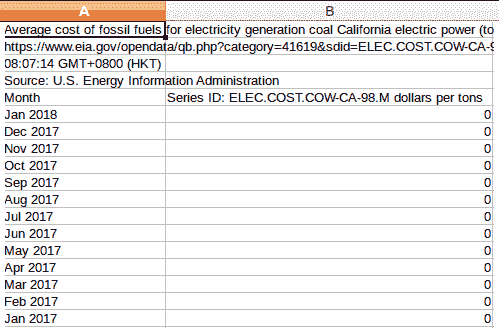 A B
Average cost of fossil fuels for electricity generation coal California electric power (to
https://www.eia.gov/opendata/qb.php?category=41619&sdid=ELEC.COST.COW-CA-9
08:07:14 GMT+0800 (HKT)
Source: U.S. Energy Information Administration
Month Series ID: ELEC.COST.COW-CA-98.M dollars per tons
Jan 2018 0
Dec 2017 0
Nov 2017 0
Oct 2017 0
Sep 2017 0
Aug 2017 0
Jul 2017 0
Jun 2017 0
May 2017 0
Apr 2017 0
Mar 2017 0
Feb 2017 0
Jan 2017 0